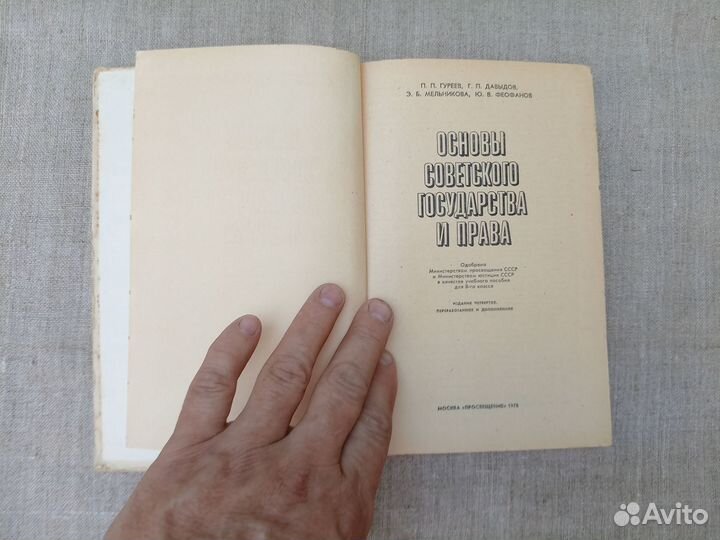 П. П. ГУРЕЕВ, Г. П. ДАВЫДОВ,
Э. Б. МЕЛЬНИКОВА, Ю. В. ФЕОФАНОВ
ОСНОВЫ
СОВЕТСКОГО
ГОСУДАРСТВА
И ПРАВА
Одобрено
Министерством просвещения СССР
и Министерством юстиции СССР
в качестве учебного пособия
для 8-го класса
ИЗДАНИЕ ЧЕТВЕРТОЕ,
ПЕРЕРАБОТАННОЕ И ДОПОЛНЕННОЕ
МОСКВА «ПРОСВЕЩЕНИЕ» 1978
Avito